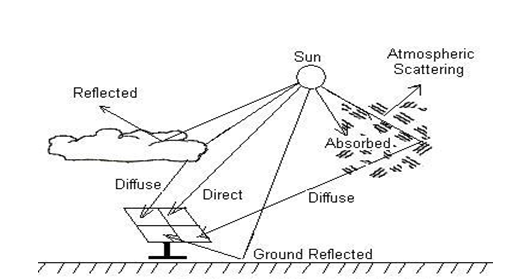 Sun
Atmospheric
Scattering
Reflected
Absorbed
Diffuse
Direct
Diffuse
Ground Reflected